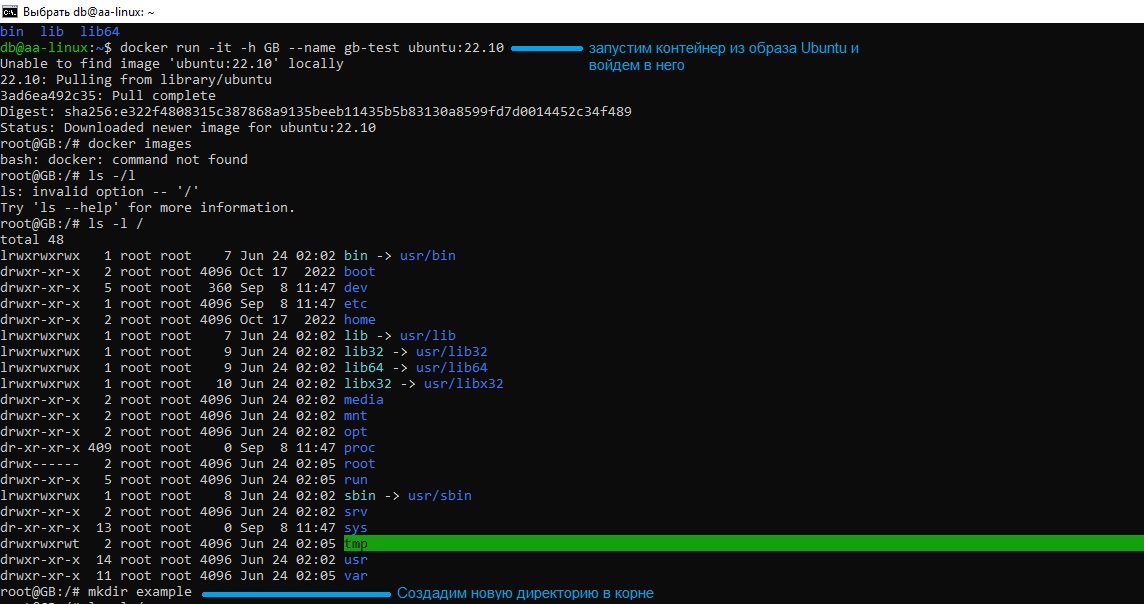 Выбрать db@aa-linux: ~
bin  lib  lib64
db@aa-linux:~$ docker run -it -h GB --name gb-test ubuntu:22.10 запустим контейнер из образа Ubuntu и
войдем в него
Unable to find image 'ubuntu:22.10' locally
22.10: Pulling from library/ubuntu
3ad6ea492c35: Pull complete
Digest: sha256:e322f4808315c387868a9135beeb11435b5b83130a8599fd7d0014452c34f489
Status: Downloaded newer image for ubuntu:22.10
root@GB:/# docker images
bash: docker: command not found
root@GB:/# ls -/l
ls: invalid option -- '/'
Try 'ls --help' for more information.
root@GB:/# ls -l /
total 48
lrwxrwxrwx   1 root root    7 Jun 24 02:02 bin -> usr/bin
drwxr-xr-x   2 root root 4096 Oct 17  2022 boot
drwxr-xr-x   5 root root  360 Sep  8 11:47 dev
drwxr-xr-x   1 root root 4096 Sep  8 11:47 etc
drwxr-xr-x   2 root root 4096 Oct 17  2022 home
lrwxrwxrwx   1 root root    7 Jun 24 02:02 lib -> usr/lib
lrwxrwxrwx   1 root root    9 Jun 24 02:02 lib32 -> usr/lib32
lrwxrwxrwx   1 root root    9 Jun 24 02:02 lib64 -> usr/lib64
lrwxrwxrwx   1 root root   10 Jun 24 02:02 libx32 -> usr/libx32
drwxr-xr-x   2 root root 4096 Jun 24 02:02 media
drwxr-xr-x   2 root root 4096 Jun 24 02:02 mnt
drwxr-xr-x   2 root root 4096 Jun 24 02:02 opt
dr-xr-xr-x 409 root root    0 Sep  8 11:47 proc
drwx------   2 root root 4096 Jun 24 02:05 root
drwxr-xr-x   5 root root 4096 Jun 24 02:05 run
lrwxrwxrwx   1 root root    8 Jun 24 02:02 sbin -> usr/sbin
drwxr-xr-x   2 root root 4096 Jun 24 02:02 srv
dr-xr-xr-x  13 root root    0 Sep  8 11:47 sys
drwxrwxrwt   2 root root 4096 Jun 24 02:05 tmp
drwxr-xr-x  14 root root 4096 Jun 24 02:02 usr
drwxr-xr-x  11 root root 4096 Jun 24 02:05 var
root@GB:/# mkdir example Создадим новую директорию в корне